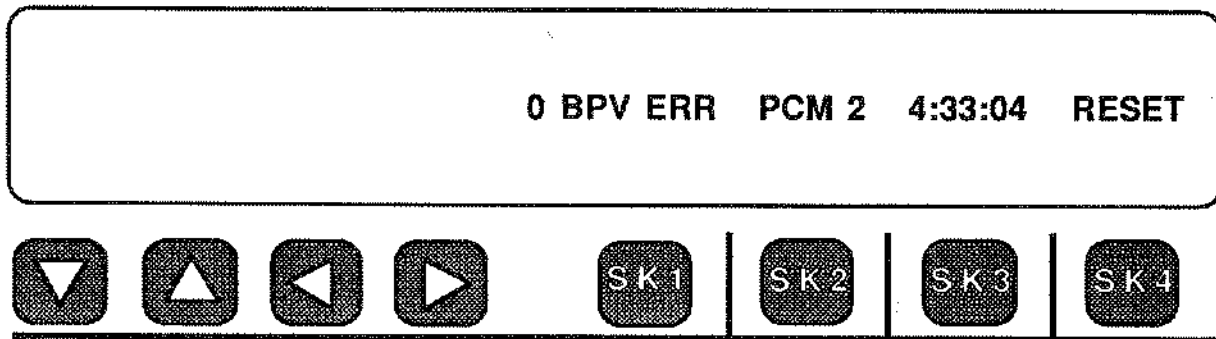 0 BPV ERR PCM 2 4:33:04 RESET
SK1 SK2 SK3 SK4